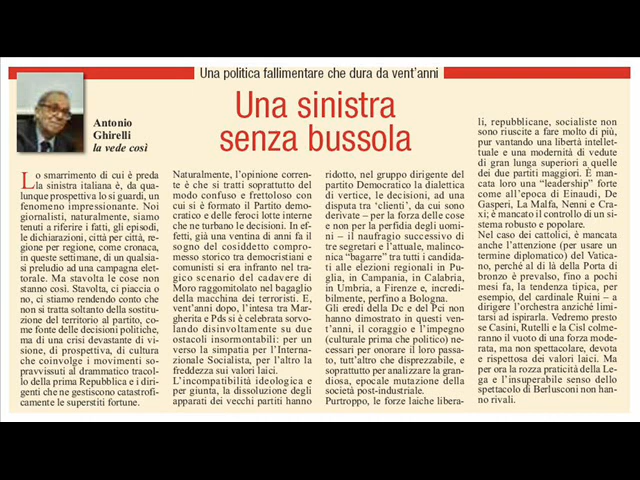 Una politica fallimentare che dura da vent'anni
Antonio
Ghirelli
la vede così
Una sinistra
senza bussola
Lo smarrimento di cui è preda
la sinistra italiana è, da qua-
lunque prospettiva lo si guardi, un
fenomeno impressionante. Noi
giornalisti, naturalmente, siamo
tenuti a riferire i fatti, gli episodi,
le dichiarazioni, città per città, re-
gione per regione, come cronaca,
in queste settimane, di un qualsia-
si preludio ad una campagna elet-
torale. Ma stavolta le cose non
stanno così. Stavolta, ci piaccia o
no, ci stiamo rendendo conto che
non si tratta soltanto della sostitu-
zione del territorio al partito, co-
me fonte delle decisioni politiche,
ma di una crisi devastante di vi-
sione, di prospettiva, di cultura
che coinvolge i movimenti so-
pravvissuti al drammatico tracol-
lo della prima Repubblica e i diri-
genti che ne gestiscono catastrofi-
camente le superstiti fortune.
Naturalmente, l'opinione corren-
te è che si tratti soprattutto del
modo confuso e frettoloso con
cui si è formato il Partito demo-
cratico e delle feroci lotte interne
che ne turbano le decisioni. In ef-
fetti, già una ventina di anni fa il
sogno del cosiddetto compro-
messo storico tra democristiani e
comunisti si era infranto nel tra-
gico scenario del cadavere di
Moro raggomitolato nel bagaglio
della macchina dei terroristi. E,
vent'anni dopo, l'intesa tra Mar-
gherita e Pds si è celebrata sorvo-
lando disinvoltamente su due
ostacoli insormontabili: per un
verso la simpatia per l'Interna-
zionale Socialista, per l'altro la
freddezza sui valori laici.
L'incompatibilità ideologica e
per giunta, la dissoluzione degli
apparati dei vecchi partiti hanno
ridotto, nel gruppo dirigente del
partito Democratico la dialettica
di vertice, le decisioni, ad una
disputa tra 'clienti', da cui sono
derivate – per la forza delle cose
e non per la perfidia degli uomi-
ni – il naufragio successivo di
tre segretari e l'attuale, malinco-
nica "bagarre" tra tutti i candida-
ti alle elezioni regionali in Pu-
glia, in Campania, in Calabria,
in Umbria, a Firenze e, incredi-
bilmente, perfino a Bologna.
Gli eredi della Dc e del Pci non
hanno dimostrato in questi ven-
t'anni, il coraggio e l'impegno
(culturale prima che politico) ne-
cessari per onorare il loro passa-
to, tutt'altro che disprezzabile, e
soprattutto per analizzare la gran-
diosa, epocale mutazione della
società post-industriale.
Purtroppo, le forze laiche libera-
li, repubblicane, socialiste non
sono riuscite a fare molto di più,
pur vantando una libertà intellet-
tuale e una modernità di vedute
di gran lunga superiori a quelle
dei due partiti maggiori. È man-
cata loro una "leadership" forte
come all'epoca di Einaudi, De
Gasperi, La Malfa, Nenni e Cra-
xi; è mancato il controllo di un si-
stema robusto e popolare.
Nel caso dei cattolici, è mancata
anche l'attenzione (per usare un
termine diplomatico) del Vatica-
no, perché al di là della Porta di
bronzo è prevalso, fino a pochi
mesi fa, la tendenza tipica, per
esempio, del cardinale Ruini – a
dirigere l'orchestra anziché limi-
tarsi ad ispirarla. Vedremo pre-
se Casini, Rutelli e la Cisl colme-
ranno il vuoto di una forza mode-
rata, ma non spettacolare, devota
e rispettosa dei valori laici. Ma
per ora la rozza praticità della Le-
ga e l'insuperabile senso dello
spettacolo di Berlusconi non han-
no rivali.